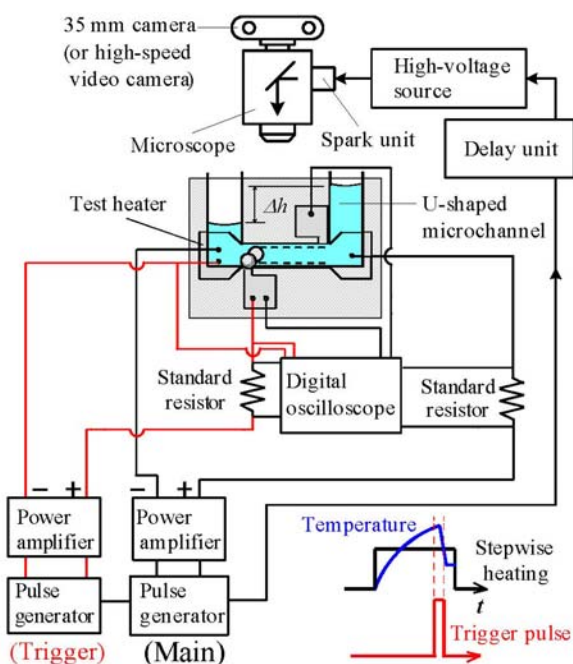 35 mm camera
(or high-speed
video camera)
Microscope
Spark unit
High-voltage
source
Delay unit
Test heater
Δh
U-shaped
microchannel
Standard
resistor
Digital
oscilloscope
Standard
resistor
− +
− +
Power
amplifier
Power
amplifier
Pulse
generator
Pulse
generator
(Trigger)
(Main)
Temperature
Stepwise
heating
t
Trigger pulse